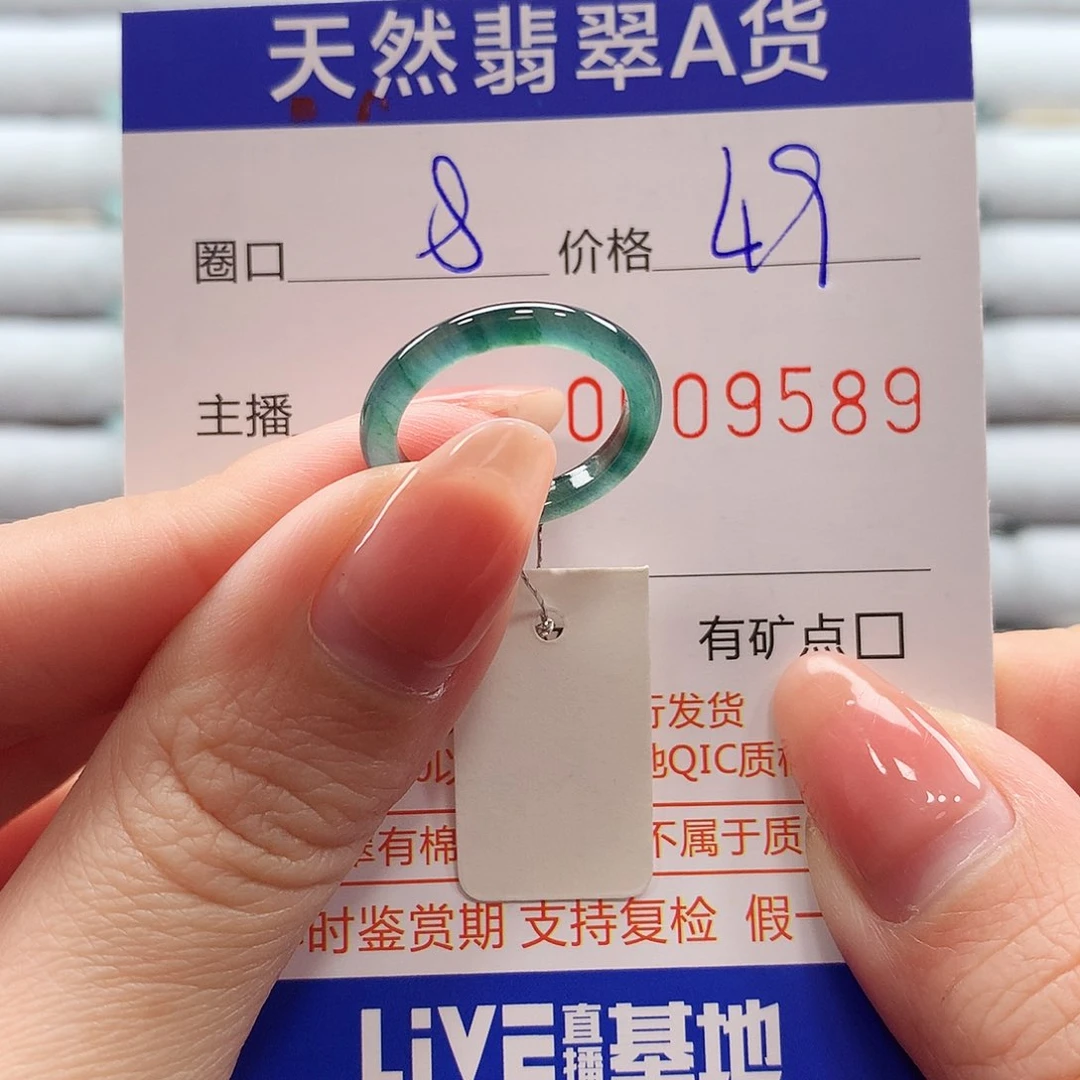 天然翡翠A货
圈口 8 价格 49
主播 0 09589
有矿点□
行发货
QIC质
有棉 不属于质
时鉴赏期 支持复检 假一
LiVE直播基地